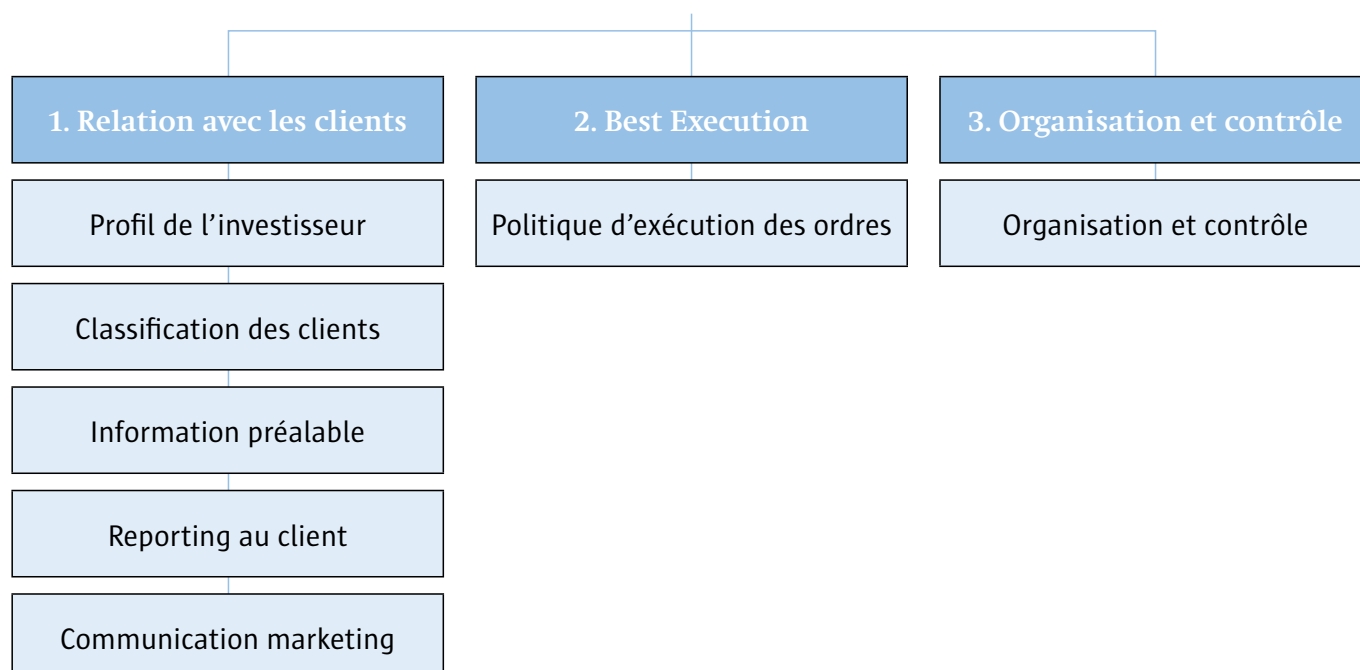 1. Relation avec les clients
Profil de l’investisseur
Classification des clients
Information préalable
Reporting au client
Communication marketing
2. Best Execution
Politique d’exécution des ordres
3. Organisation et contrôle
Organisation et contrôle